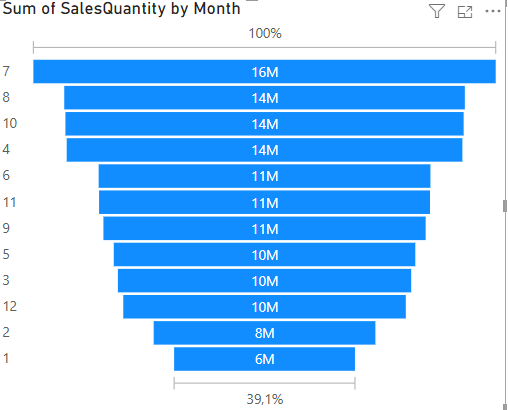 Sum of SalesQuantity by Month
100%
7 16M
8 14M
10 14M
4 14M
6 11M
11 11M
9 11M
5 10M
3 10M
12 10M
2 8M
1 6M
39,1%